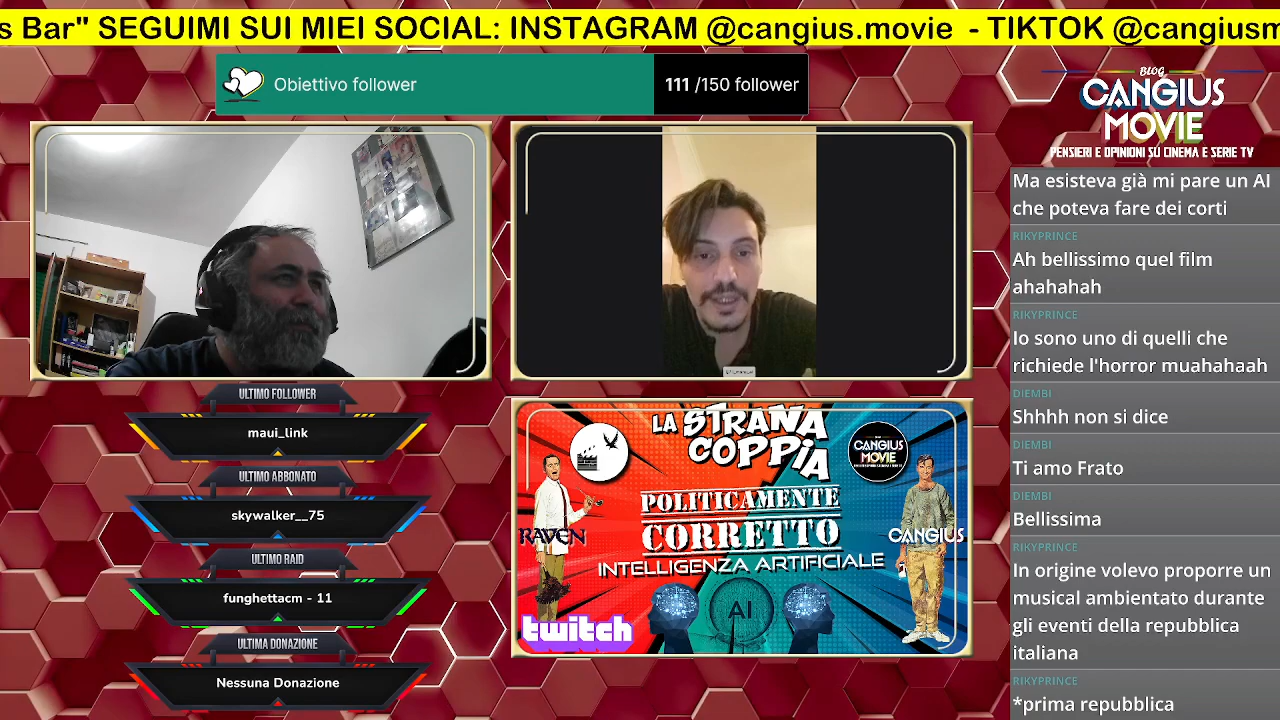 s Bar" SEGUIMI SUI MIEI SOCIAL: INSTAGRAM @cangius.movie - TIKTOK @cangiusm
Obiettivo follower
111 /150 follower
BLOG
CANGIUS
MOVIE
PENSIERI E OPINIONI SU CINEMA E SERIE TV
Ma esisteva già mi pare un AI
che poteva fare dei corti
RIKYPRINCE
Ah bellissimo quel film
ahahahah
RIKYPRINCE
Io sono uno di quelli che
richiede l'horror muahahaah
DIEMBI
Shhhh non si dice
DIEMBI
Ti amo Frato
DIEMBI
Bellissima
RIKYPRINCE
In origine volevo proporre un
musical ambientato durante
gli eventi della repubblica
italiana
RIKYPRINCE
*prima repubblica
ULTIMO FOLLOWER
maui_link
ULTIMO ABBONATO
skywalker__75
ULTIMO RAID
funghettacm - 11
ULTIMA DONAZIONE
Nessuna Donazione
LA STRANA
COPPIA
CANGIUS
MOVIE
POLITICAMENTE
CORRETTO
RAVEN
CANGIUS
INTELLIGENZA ARTIFICIALE
AI
twitch